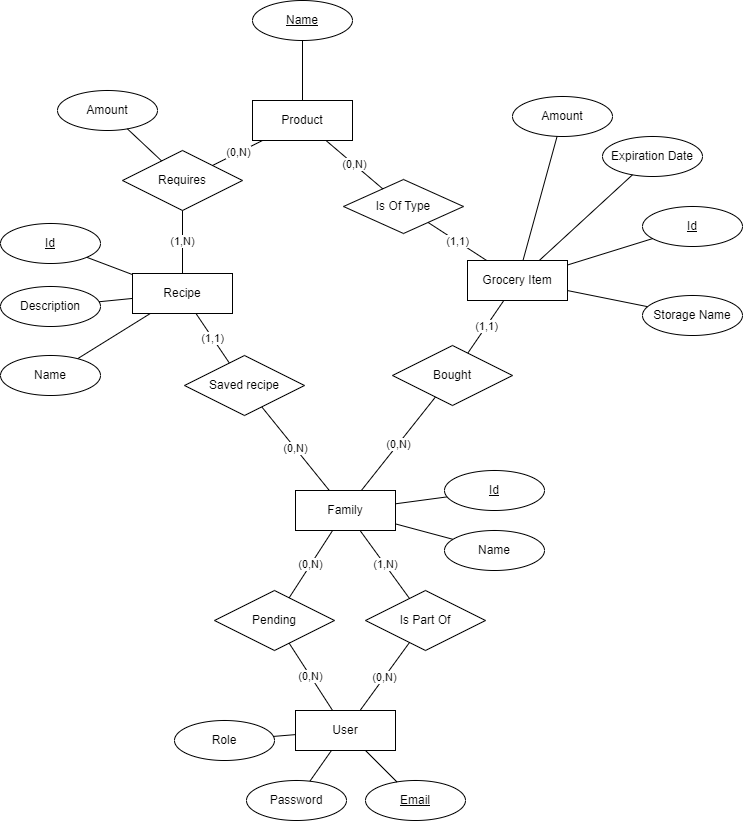 Name
Product
Amount
Amount
Expiration Date
(0,N)
(0,N)
Requires
Is Of Type
Id
Id
(1,N)
(1,1)
Recipe
Grocery Item
Description
Storage Name
Name
(1,1)
(1,1)
Saved recipe
Bought
(0,N)
(0,N)
Id
Family
Name
(0,N)
(1,N)
Pending
Is Part Of
(0,N)
(0,N)
User
Role
Password
Email